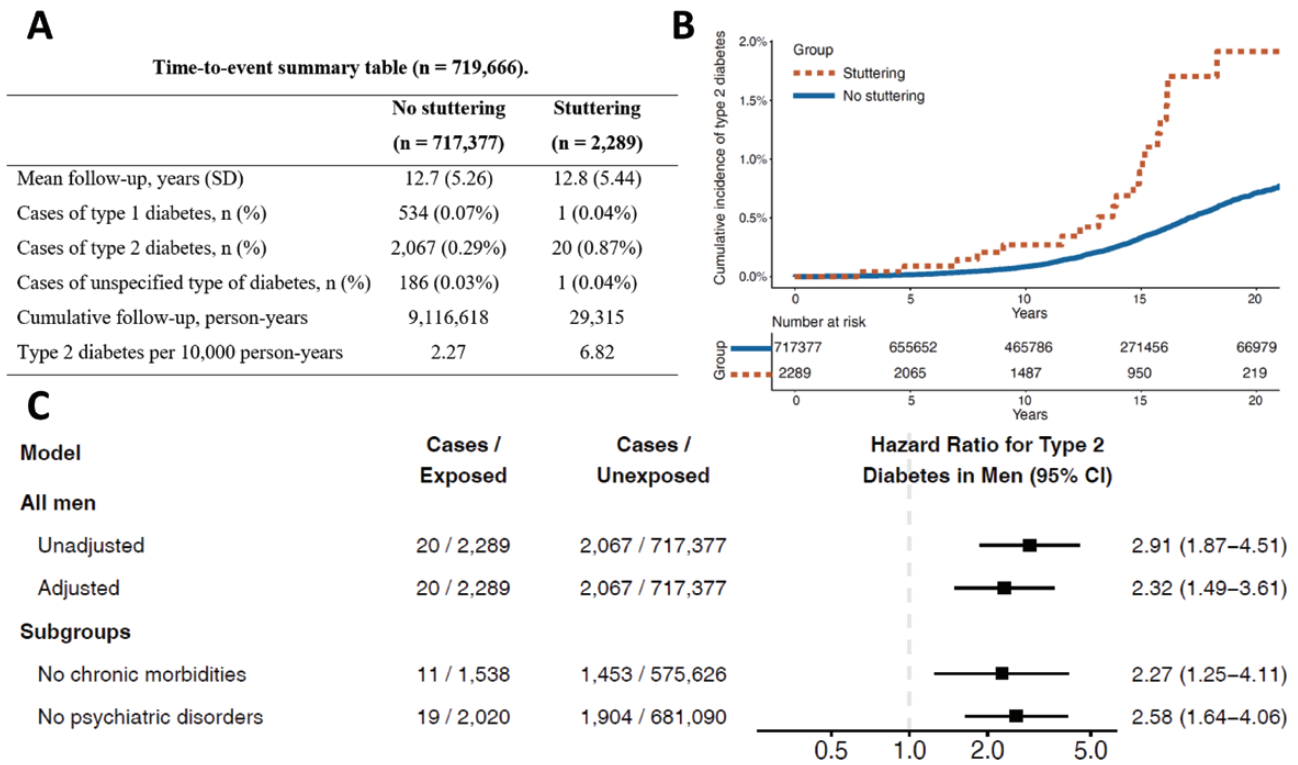 A
Time-to-event summary table (n = 719,666).
No stuttering Stuttering
(n = 717,377) (n = 2,289)
Mean follow-up, years (SD) 12.7 (5.26) 12.8 (5.44)
Cases of type 1 diabetes, n (%) 534 (0.07%) 1 (0.04%)
Cases of type 2 diabetes, n (%) 2,067 (0.29%) 20 (0.87%)
Cases of unspecified type of diabetes, n (%) 186 (0.03%) 1 (0.04%)
Cumulative follow-up, person-years 9,116,618 29,315
Type 2 diabetes per 10,000 person-years 2.27 6.82
B
Cumulative incidence of type 2 diabetes
2.0%
1.5%
1.0%
0.5%
0.0%
Group
Stuttering
No stuttering
0 5 10 15 20
Years
Number at risk
Group
717377 655652 465786 271456 66979
2289 2065 1487 950 219
0 5 10 15 20
Years
C
Model Cases / Cases / Hazard Ratio for Type 2
Exposed Unexposed Diabetes in Men (95% CI)
All men
Unadjusted 20 / 2,289 2,067 / 717,377 2.91 (1.87–4.51)
Adjusted 20 / 2,289 2,067 / 717,377 2.32 (1.49–3.61)
Subgroups
No chronic morbidities 11 / 1,538 1,453 / 575,626 2.27 (1.25–4.11)
No psychiatric disorders 19 / 2,020 1,904 / 681,090 2.58 (1.64–4.06)
0.5 1.0 2.0 5.0